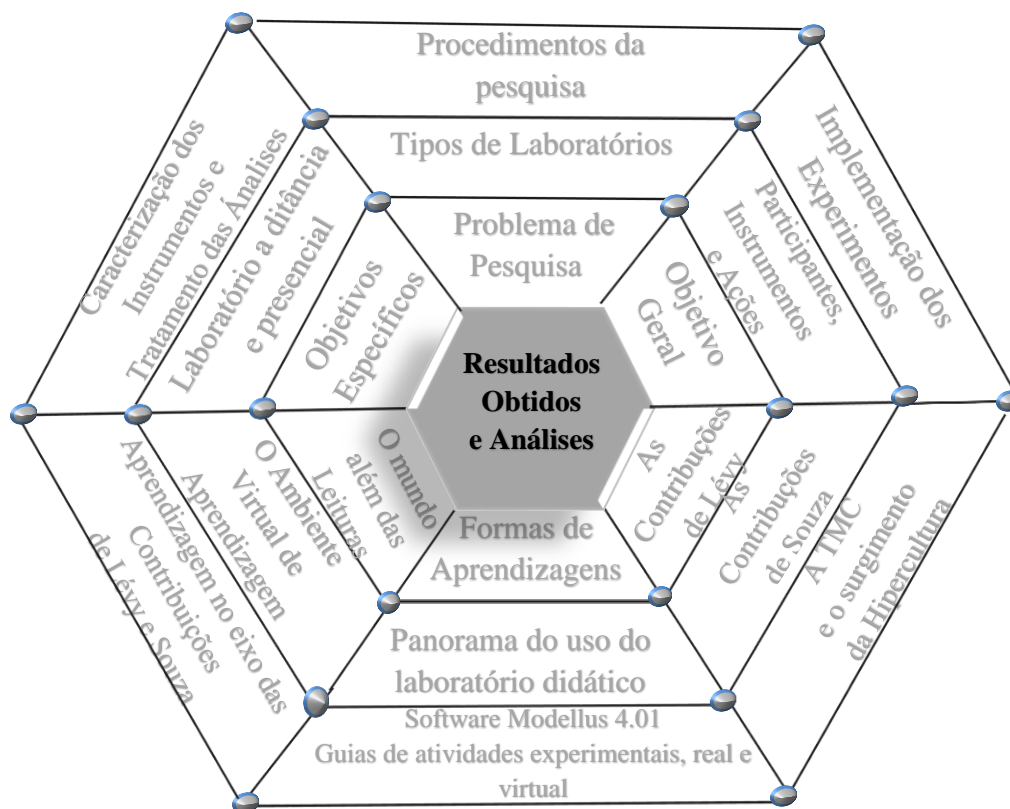 Procedimentos da
pesquisa
Tipos de Laboratórios
Problema de
Pesquisa
Implementação dos
Experimentos
Participantes,
Instrumentos
e Ações
Objetivo
Geral
Caracterização dos
Instrumentos e
Tratamento das Ánalises
Laboratório a ditância
e presencial
Objetivos
Específicos
Resultados
Obtidos
e Análises
O mundo
além das
Leituras
O Ambiente
Virtual de
Aprendizagem
Aprendizagem no eixo das
Contribuições
de Lévy e Souza
As
Contribuções
de Lévy
As
Contribuções
de Souza
A TMC
e o surgimento
da Hipercultura
Formas de
Aprendizagens
Panorama do uso do
laboratório didático
Software Modellus 4.01
Guias de atividades experimentais, real e
virtual